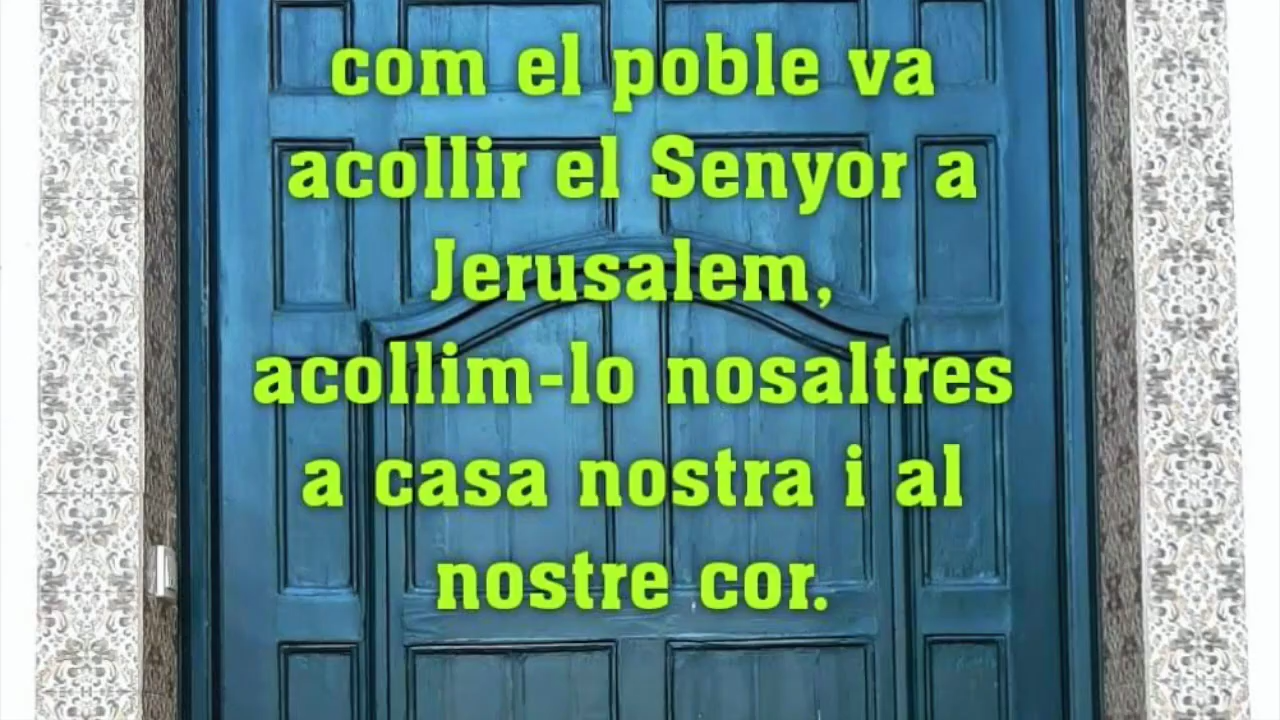 com el poble va
acollir el Senyor a
Jerusalem,
acollim-lo nosaltres
a casa nostra i al
nostre cor.